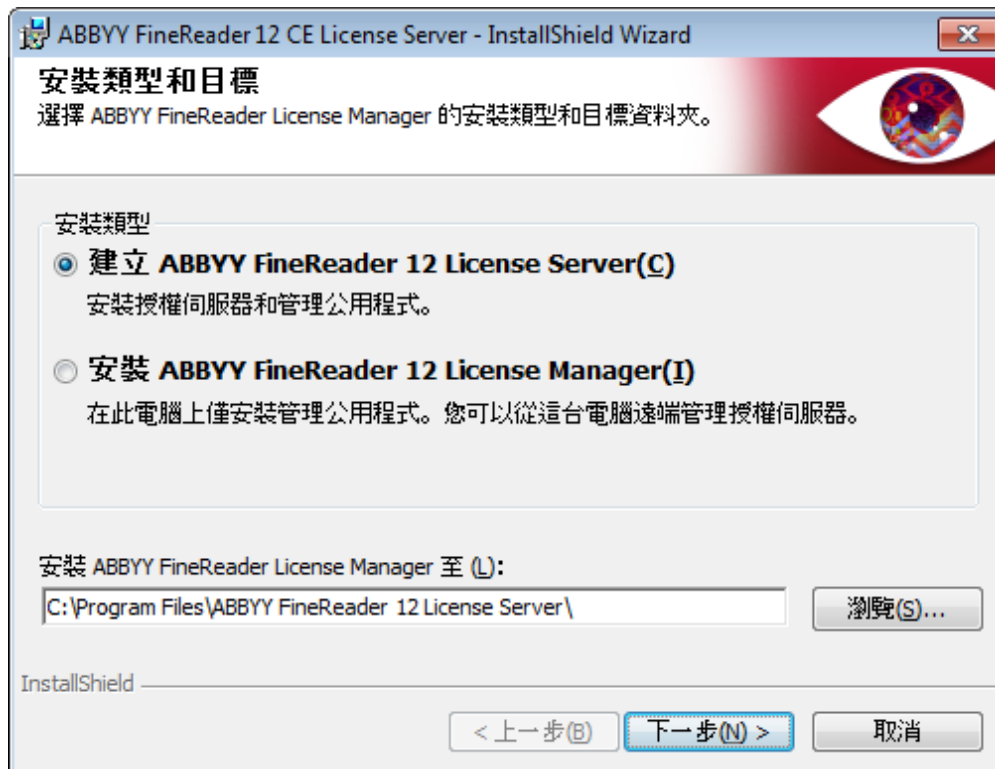 ABBYY FineReader 12 CE License Server - InstallShield Wizard
安裝類型和目標
選擇 ABBYY FineReader License Manager 的安裝類型和目標資料夾。
安裝類型
建立 ABBYY FineReader 12 License Server(C)
安裝授權伺服器和管理公用程式。
安裝 ABBYY FineReader 12 License Manager(I)
在此電腦上僅安裝管理公用程式。您可以從這台電腦遠端管理授權伺服器。
安裝 ABBYY FineReader License Manager 至 (L):
C:\Program Files\ABBYY FineReader 12 License Server\
瀏覽(S)...
InstallShield
< 上一步(B) 下一步(N) > 取消